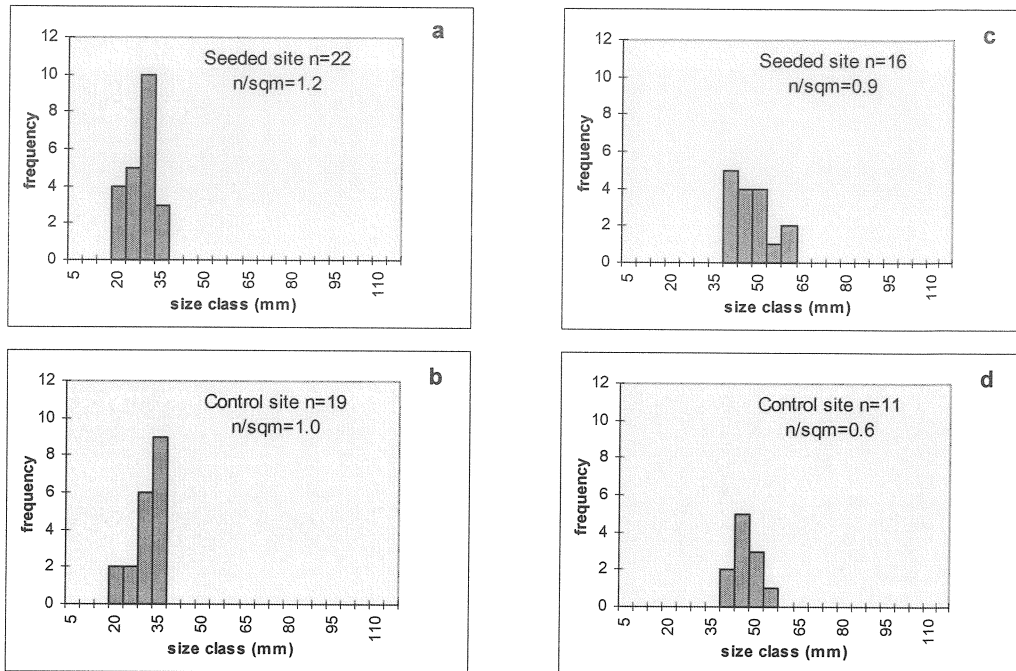 a
Seeded site n=22
n/sqm=1.2
frequency
12
10
8
6
4
2
0
5 20 35 50 65 80 95 110
size class (mm)
c
Seeded site n=16
n/sqm=0.9
frequency
12
10
8
6
4
2
0
5 20 35 50 65 80 95 110
size class (mm)
b
Control site n=19
n/sqm=1.0
frequency
12
10
8
6
4
2
0
5 20 35 50 65 80 95 110
size class (mm)
d
Control site n=11
n/sqm=0.6
frequency
12
10
8
6
4
2
0
5 20 35 50 65 80 95 110
size class (mm)